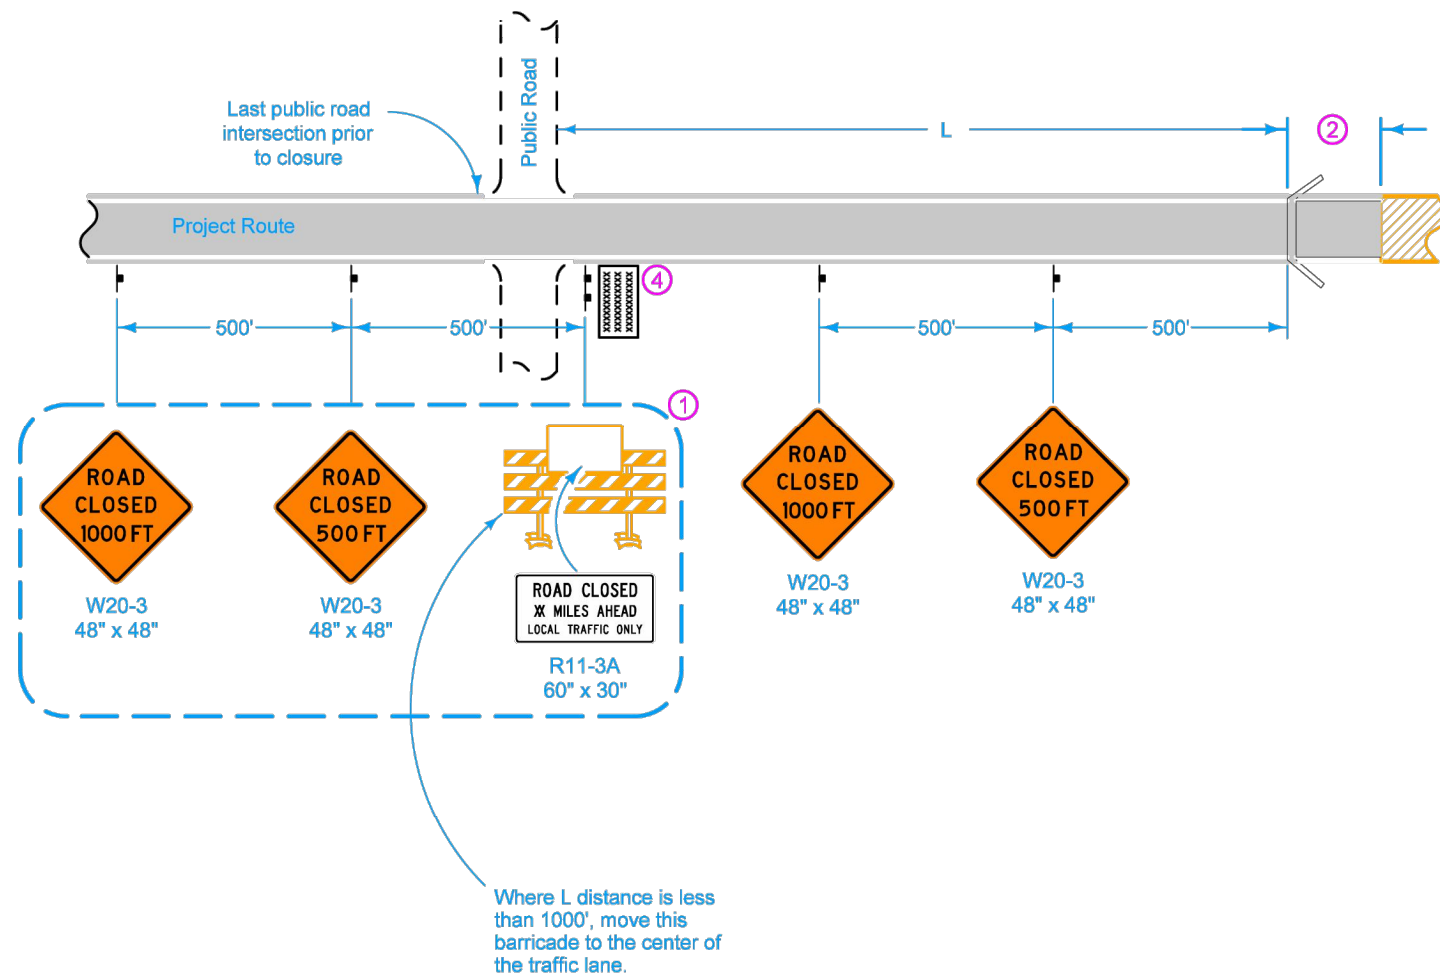 Public Road
Last public road
intersection prior
to closure
L
2
Project Route
4
XXXXXXXX
XXXXXXXX
XXXXXXXX
500'
500'
500'
500'
1
ROAD
CLOSED
1000 FT
W20-3
48" x 48"
ROAD
CLOSED
500 FT
W20-3
48" x 48"
ROAD CLOSED
XX MILES AHEAD
LOCAL TRAFFIC ONLY
R11-3A
60" x 30"
ROAD
CLOSED
1000 FT
W20-3
48" x 48"
ROAD
CLOSED
500 FT
W20-3
48" x 48"
Where L distance is less
than 1000', move this
barricade to the center of
the traffic lane.